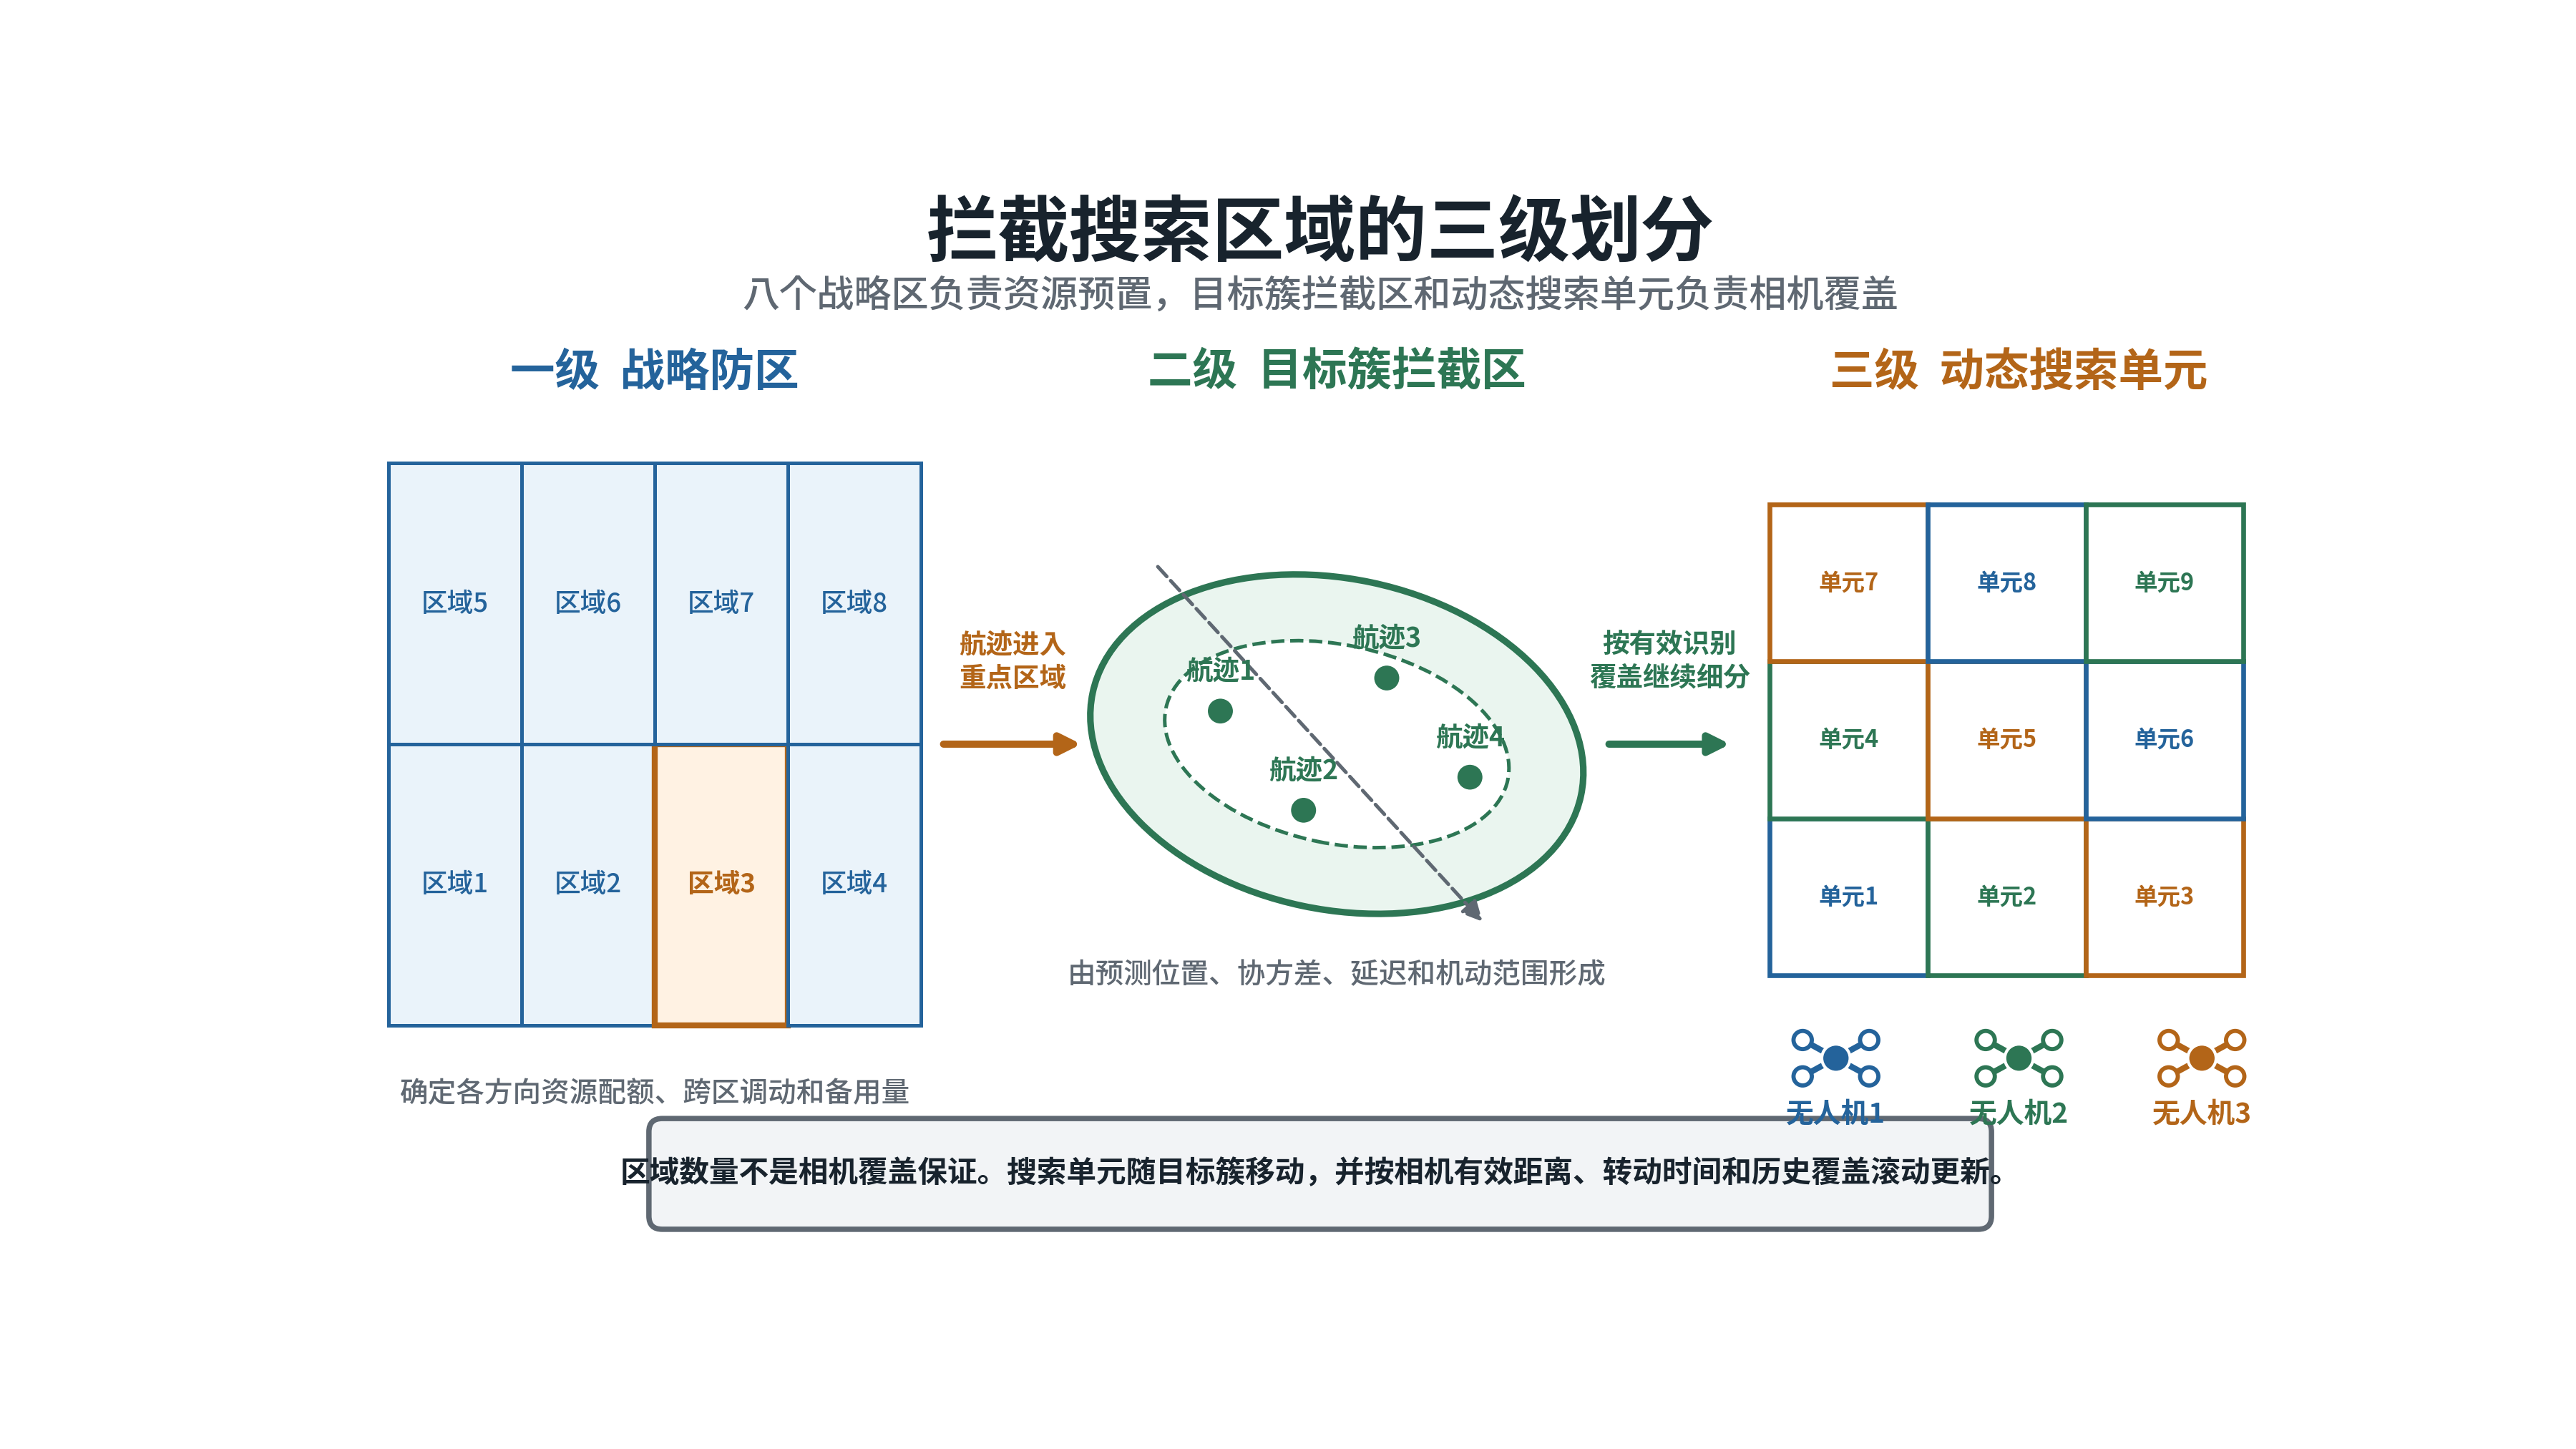 拦截搜索区域的三级划分
八个战略区负责资源预置，目标簇拦截区和动态搜索单元负责相机覆盖
一级 战略防区
区域5
区域6
区域7
区域8
区域1
区域2
区域3
区域4
确定各方向资源配额、跨区调动和备用量
航迹进入
重点区域
二级 目标簇拦截区
航迹3
航迹1
航迹4
航迹2
由预测位置、协方差、延迟和机动范围形成
按有效识别
覆盖继续细分
三级 动态搜索单元
单元7
单元8
单元9
单元4
单元5
单元6
单元1
单元2
单元3
无人机1
无人机2
无人机3
区域数量不是相机覆盖保证。搜索单元随目标簇移动，并按相机有效距离、转动时间和历史覆盖滚动更新。